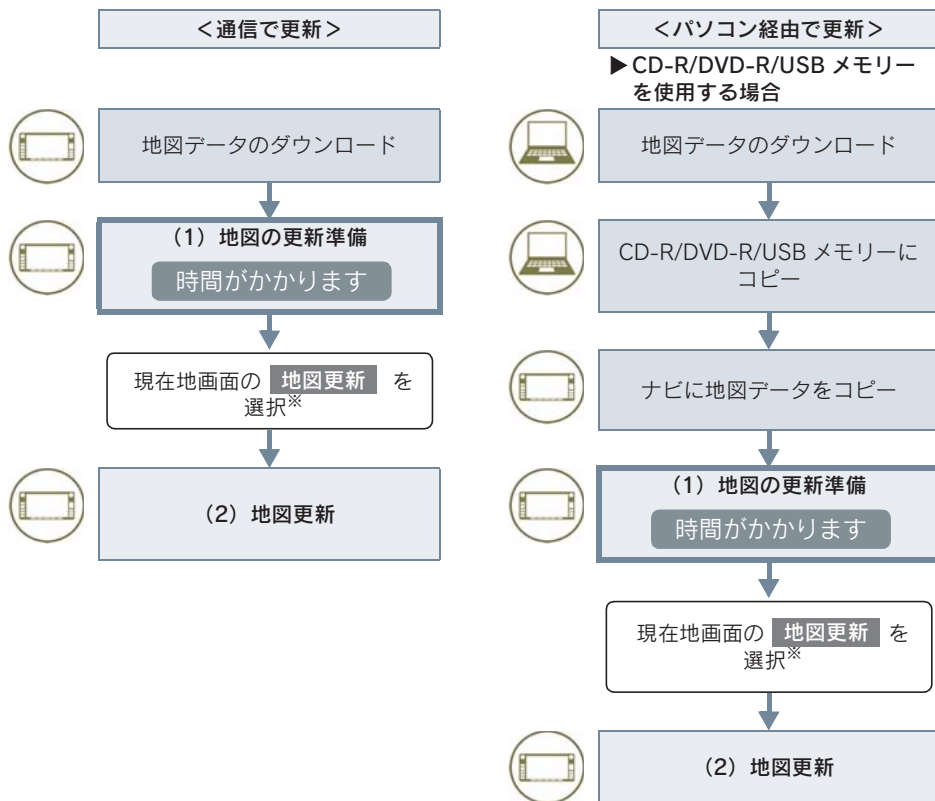 ＜通信で更新＞
地図データのダウンロード
（1）地図の更新準備
時間がかかります
現在地画面の 地図更新 を
選択※
（2）地図更新
＜パソコン経由で更新＞
▶CD-R/DVD-R/USB メモリー
を使用する場合
地図データのダウンロード
CD-R/DVD-R/USB メモリーに
コピー
ナビに地図データをコピー
（1）地図の更新準備
時間がかかります
現在地画面の 地図更新 を
選択※
（2）地図更新